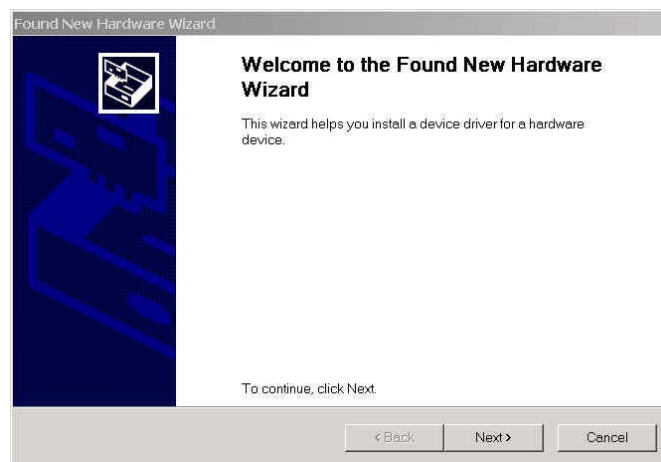 Found New Hardware Wizard
Welcome to the Found New Hardware
Wizard
This wizard helps you install a device driver for a hardware
device.
To continue, click Next.
< Back
Next >
Cancel